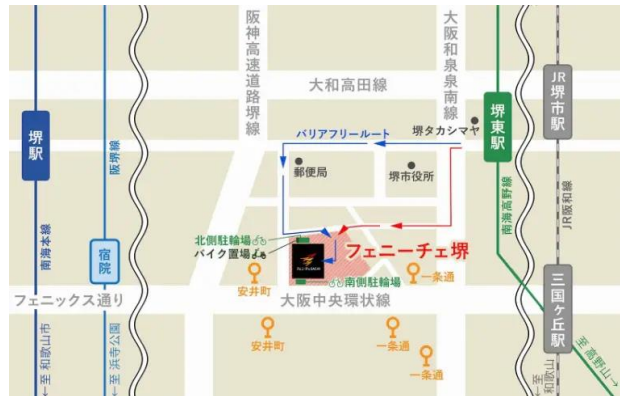 阪神高速道路堺線
大阪和泉泉南線
大和高田線
JR堺市駅
堺東駅
堺駅
阪堺線
バリアフリールート
堺タカシマヤ
郵便局
堺市役所
南海高野線
JR阪和線
南海本線
宿院
北側駐輪場
バイク置場
フェニーチェ堺
南側駐輪場
安井町
一条通
フェニックス通り
大阪中央環状線
三国ヶ丘駅
安井町
一条通
一条通
←至 和歌山市
←至 浜寺公園
←至 和歌山
至 高野山→